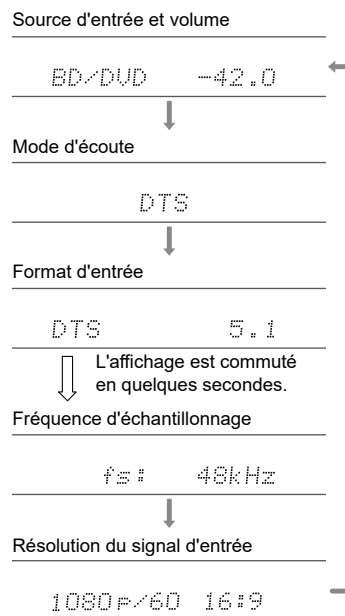 Source d'entrée et volume
BD/DVD -42.0
Mode d'écoute
DTS
Format d'entrée
DTS 5.1
L'affichage est commuté
en quelques secondes.
Fréquence d'échantillonnage
fs: 48kHz
Résolution du signal d'entrée
1080p/60 16:9